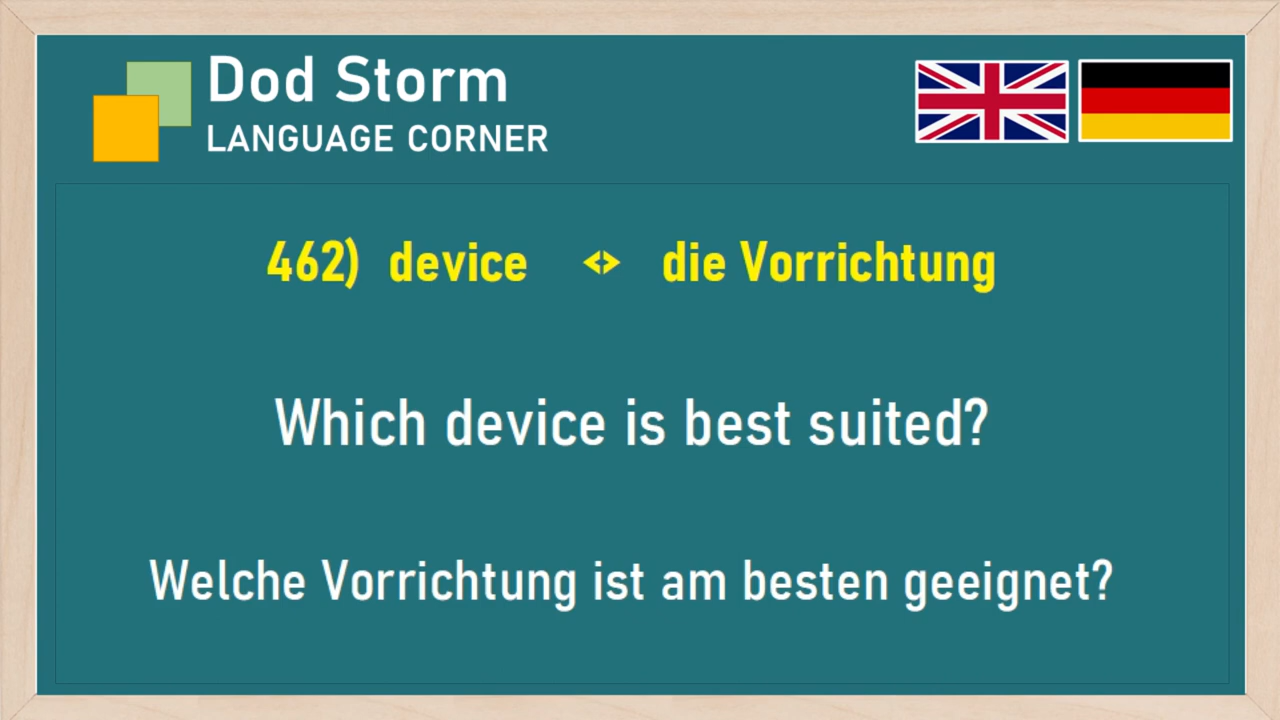 Dod Storm
LANGUAGE CORNER
462) device <> die Vorrichtung
Which device is best suited?
Welche Vorrichtung ist am besten geeignet?